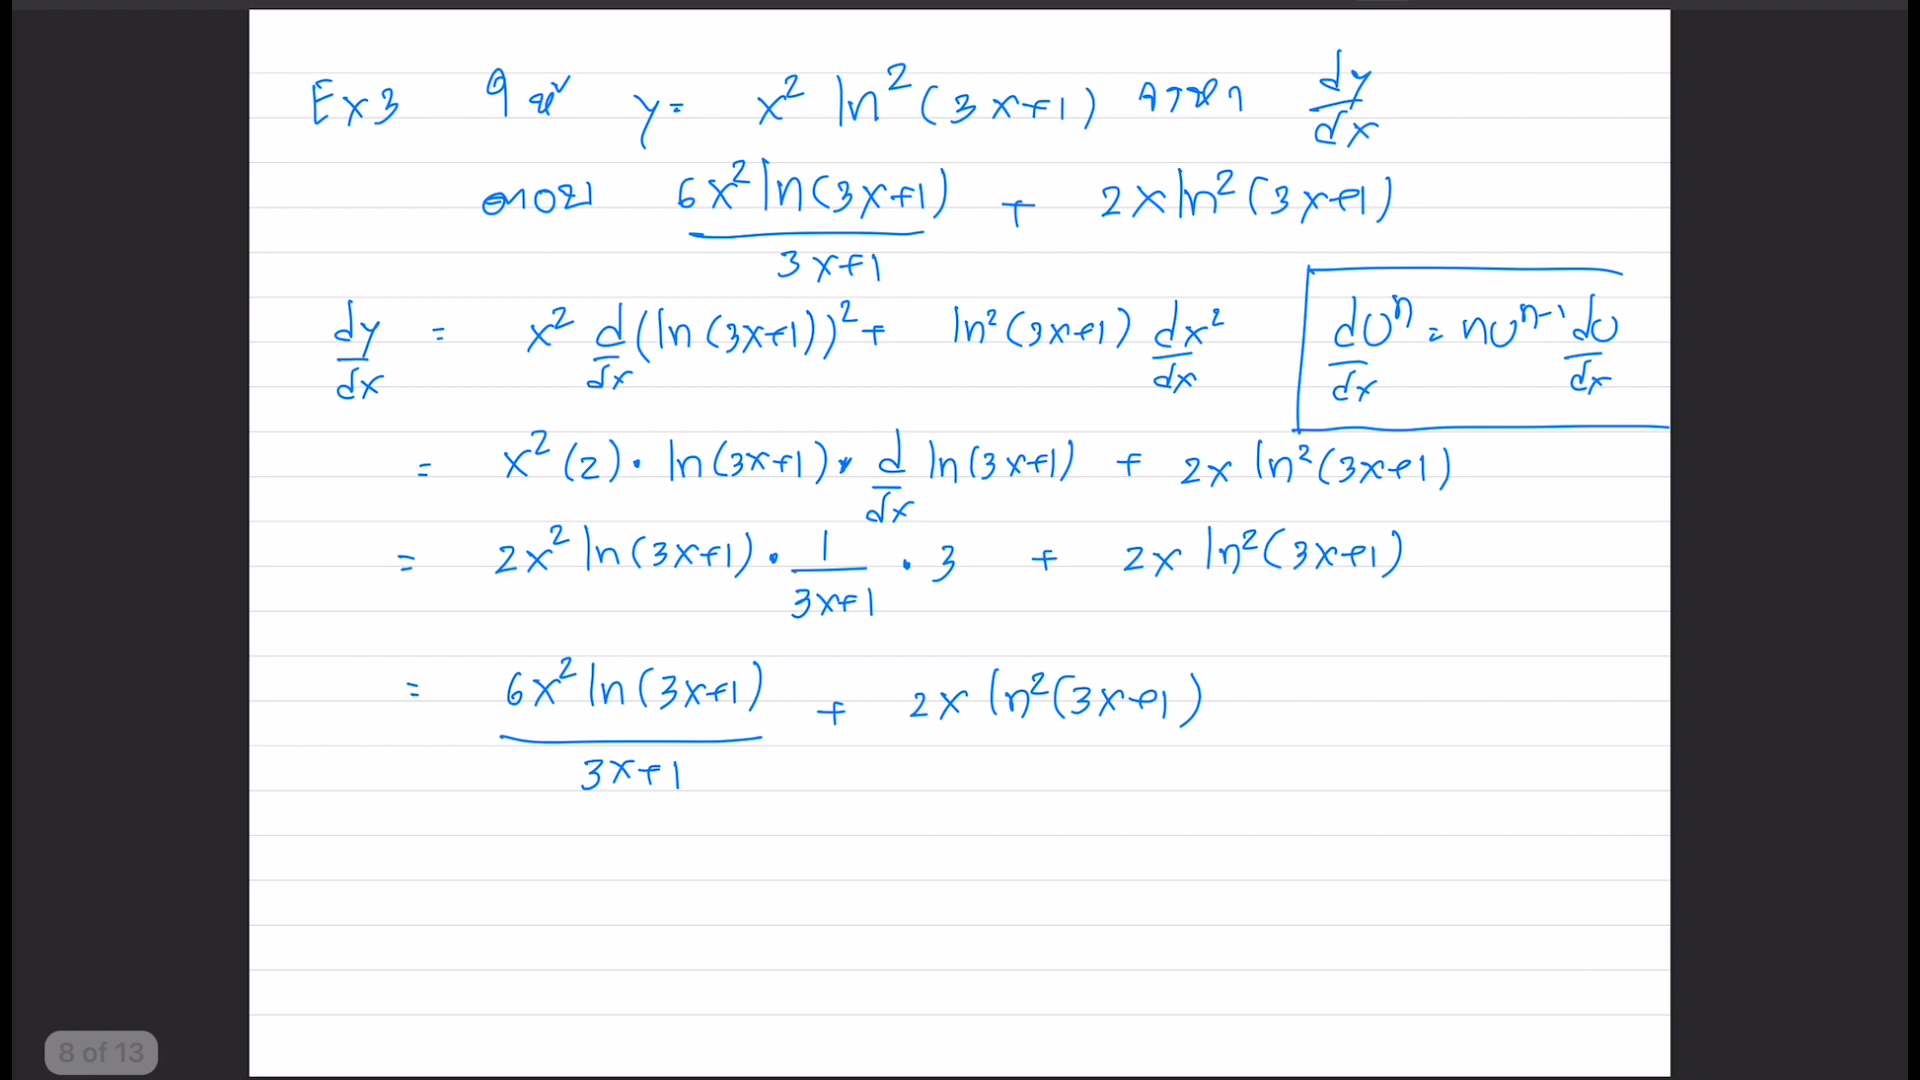 Ex3 ให้ y = x² ln²(3x+1) จงหา dy/dx
ตอบ 6x² ln(3x+1)/3x+1 + 2x ln²(3x+1)
dy/dx = x² d/dx (ln(3x+1))² + ln²(3x+1) dx²/dx
dUⁿ/dx = nUⁿ⁻¹ dU/dx
= x²(2)· ln(3x+1)· d/dx ln(3x+1) + 2x ln²(3x+1)
= 2x² ln(3x+1) · 1/3x+1 · 3 + 2x ln²(3x+1)
= 6x² ln(3x+1)/3x+1 + 2x ln²(3x+1)
8 of 13